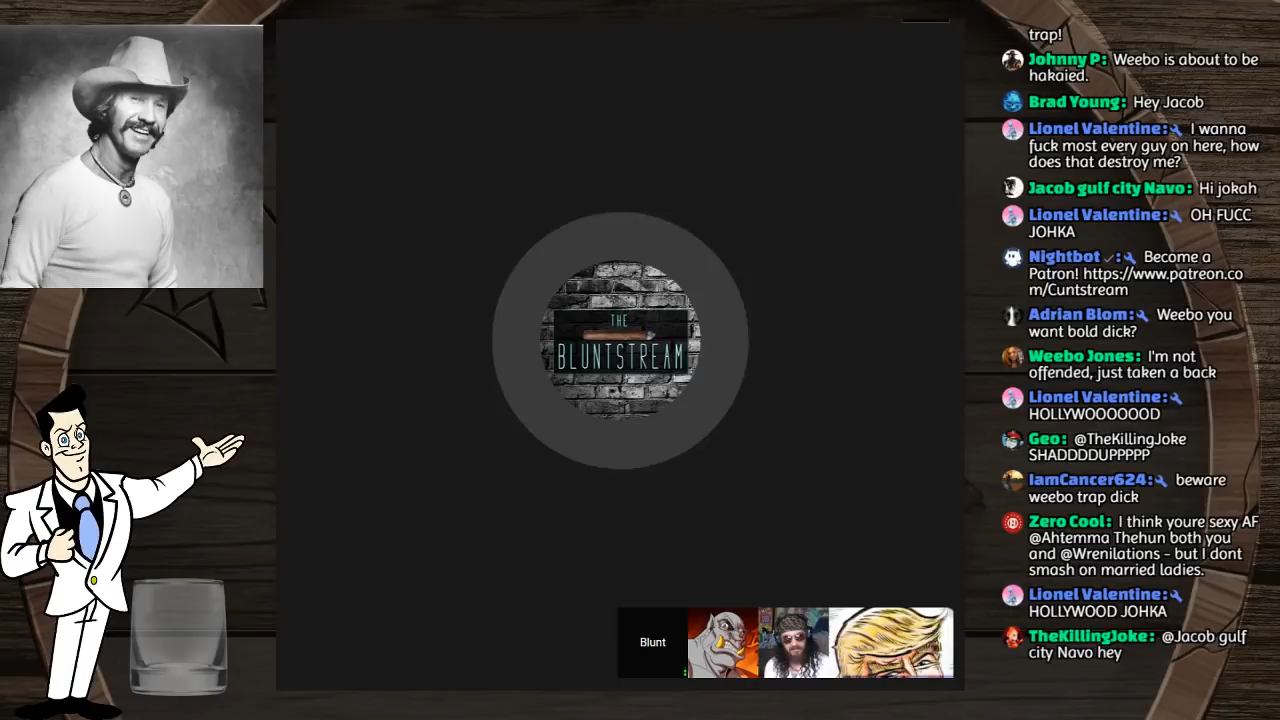 THE
BLUNTSTREAM
Blunt
trap!
Johnny P: Weebo is about to be
hakaied.
Brad Young: Hey Jacob
Lionel Valentine: I wanna
fuck most every guy on here, how
does that destroy me?
Jacob gulf city Navo: Hi jokah
Lionel Valentine: OH FUCC
JOHKA
Nightbot: Become a
Patron! https://www.patreon.co
m/Cuntstream
Adrian Blom: Weebo you
want bold dick?
Weebo Jones: I'm not
offended, just taken a back
Lionel Valentine:
HOLLYWOOOOOOD
Geo: @TheKillingJoke
SHADDDDUPPPPP
IamCancer624: beware
weebo trap dick
Zero Cool: I think youre sexy AF
@Ahtemma Thehun both you
and @Wrenilations - but I dont
smash on married ladies.
Lionel Valentine:
HOLLYWOOD JOHKA
TheKillingJoke: @Jacob gulf
city Navo hey